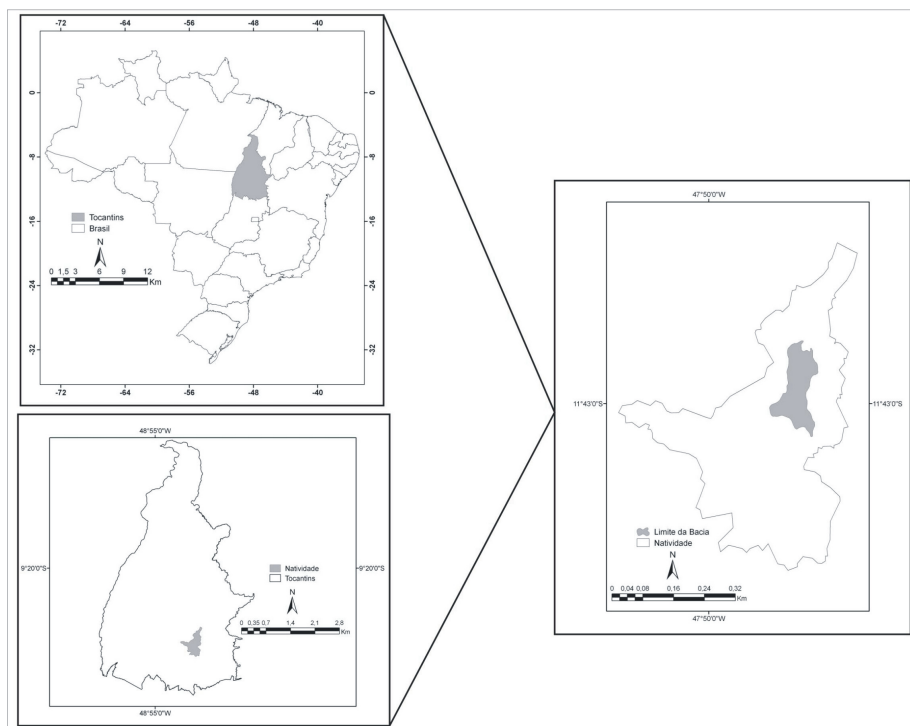 -72 -64 -56 -48 -40
0 0
-8 -8
-16 -16
-24 -24
-32 -32
Tocantins
Brasil
N
0 1,5 3 6 9 12
Km
-72 -64 -56 -48 -40
48°55'0"W
9°20'0"S 9°20'0"S
Natividade
Tocantins
N
0 0,35 0,7 1,4 2,1 2,8
Km
48°55'0"W
47°50'0"W
11°43'0"S 11°43'0"S
Limite da Bacia
Natividade
N
0 0,04 0,08 0,16 0,24 0,32
Km
47°50'0"W